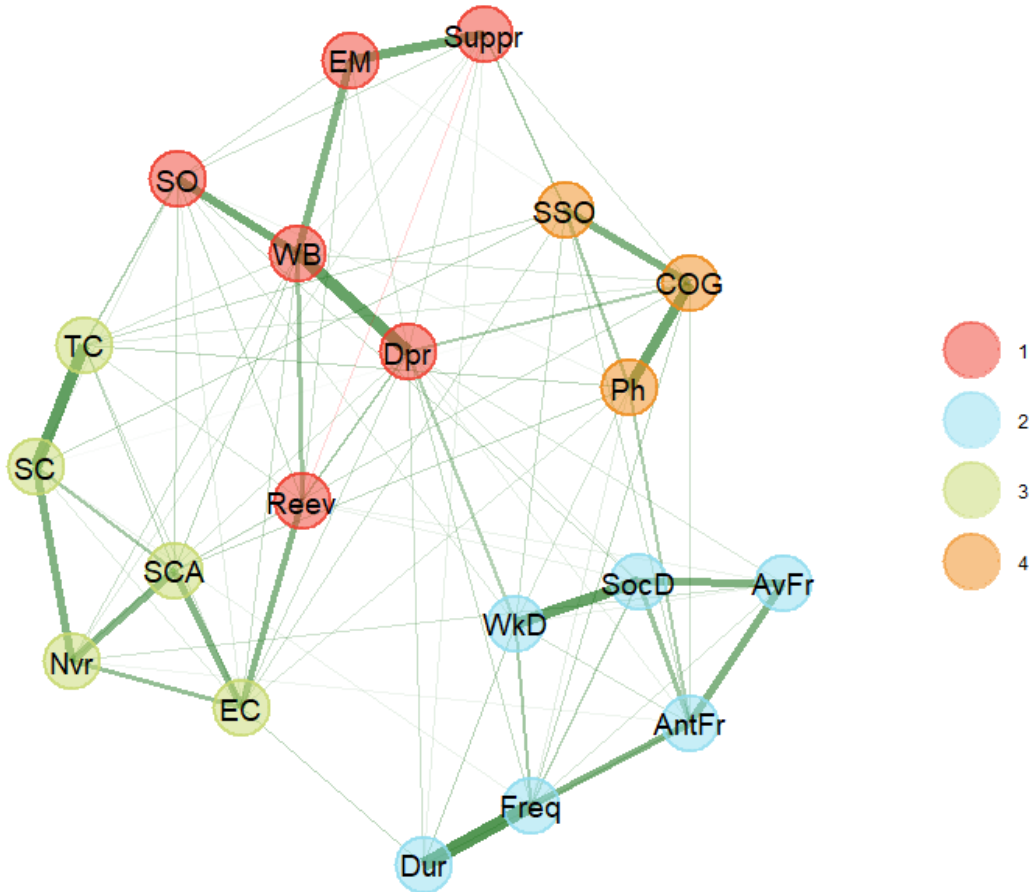 Suppr
EM
SO
SSO
WB
COG
TC
Dpr
Ph
SC
Reev
SCA
SocD
AvFr
WkD
Nvr
EC
AntFr
Freq
Dur
1
2
3
4